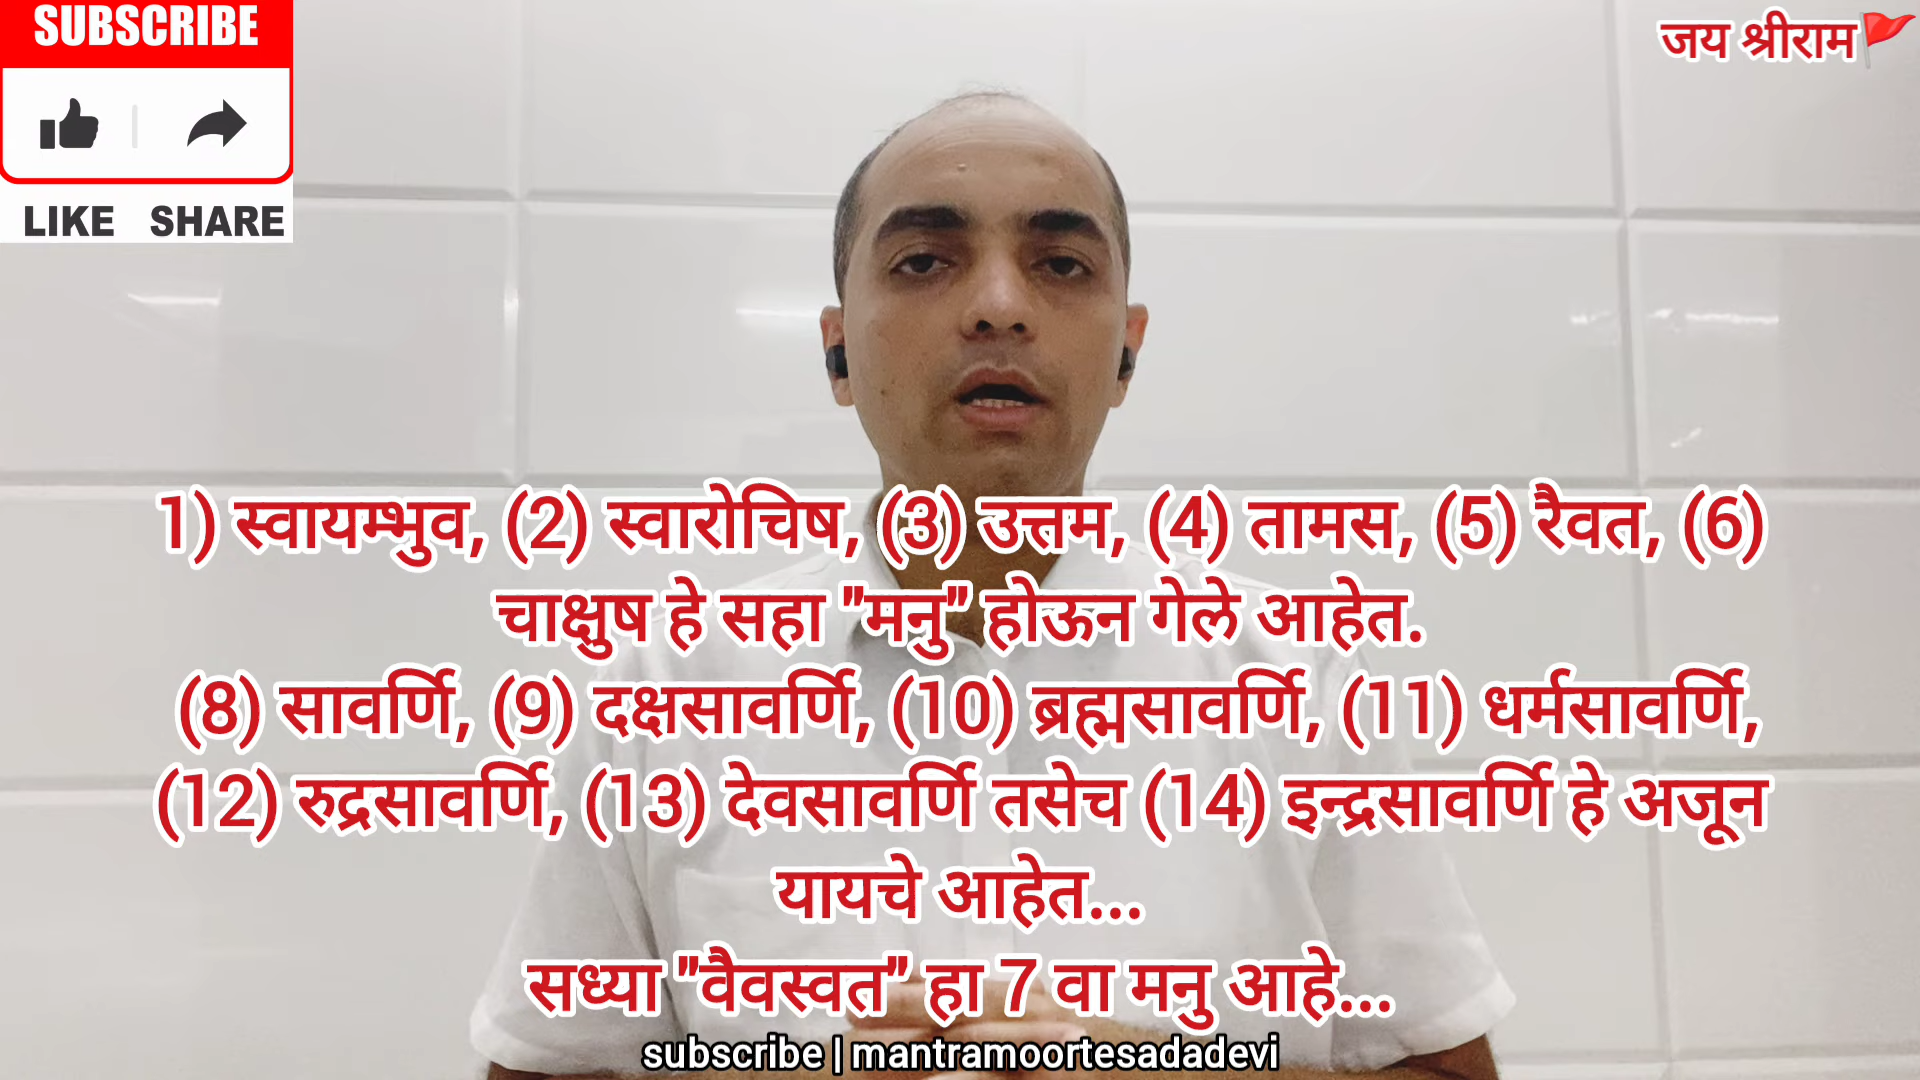 SUBSCRIBE
जय श्रीराम
LIKE SHARE
1) स्वायम्भुव, (2) स्वारोचिष, (3) उत्तम, (4) तामस, (5) रैवत, (6)
चाक्षुष हे सहा "मनु" होऊन गेले आहेत.
(8) सावर्णि, (9) दक्षसावर्णि, (10) ब्रह्मसावर्णि, (11) धर्मसावर्णि,
(12) रुद्रसावर्णि, (13) देवसावर्णि तसेच (14) इन्द्रसावर्णि हे अजून
यायचे आहेत...
सध्या "वैवस्वत" हा 7 वा मनु आहे...
subscribe | mantramoortesadadevi